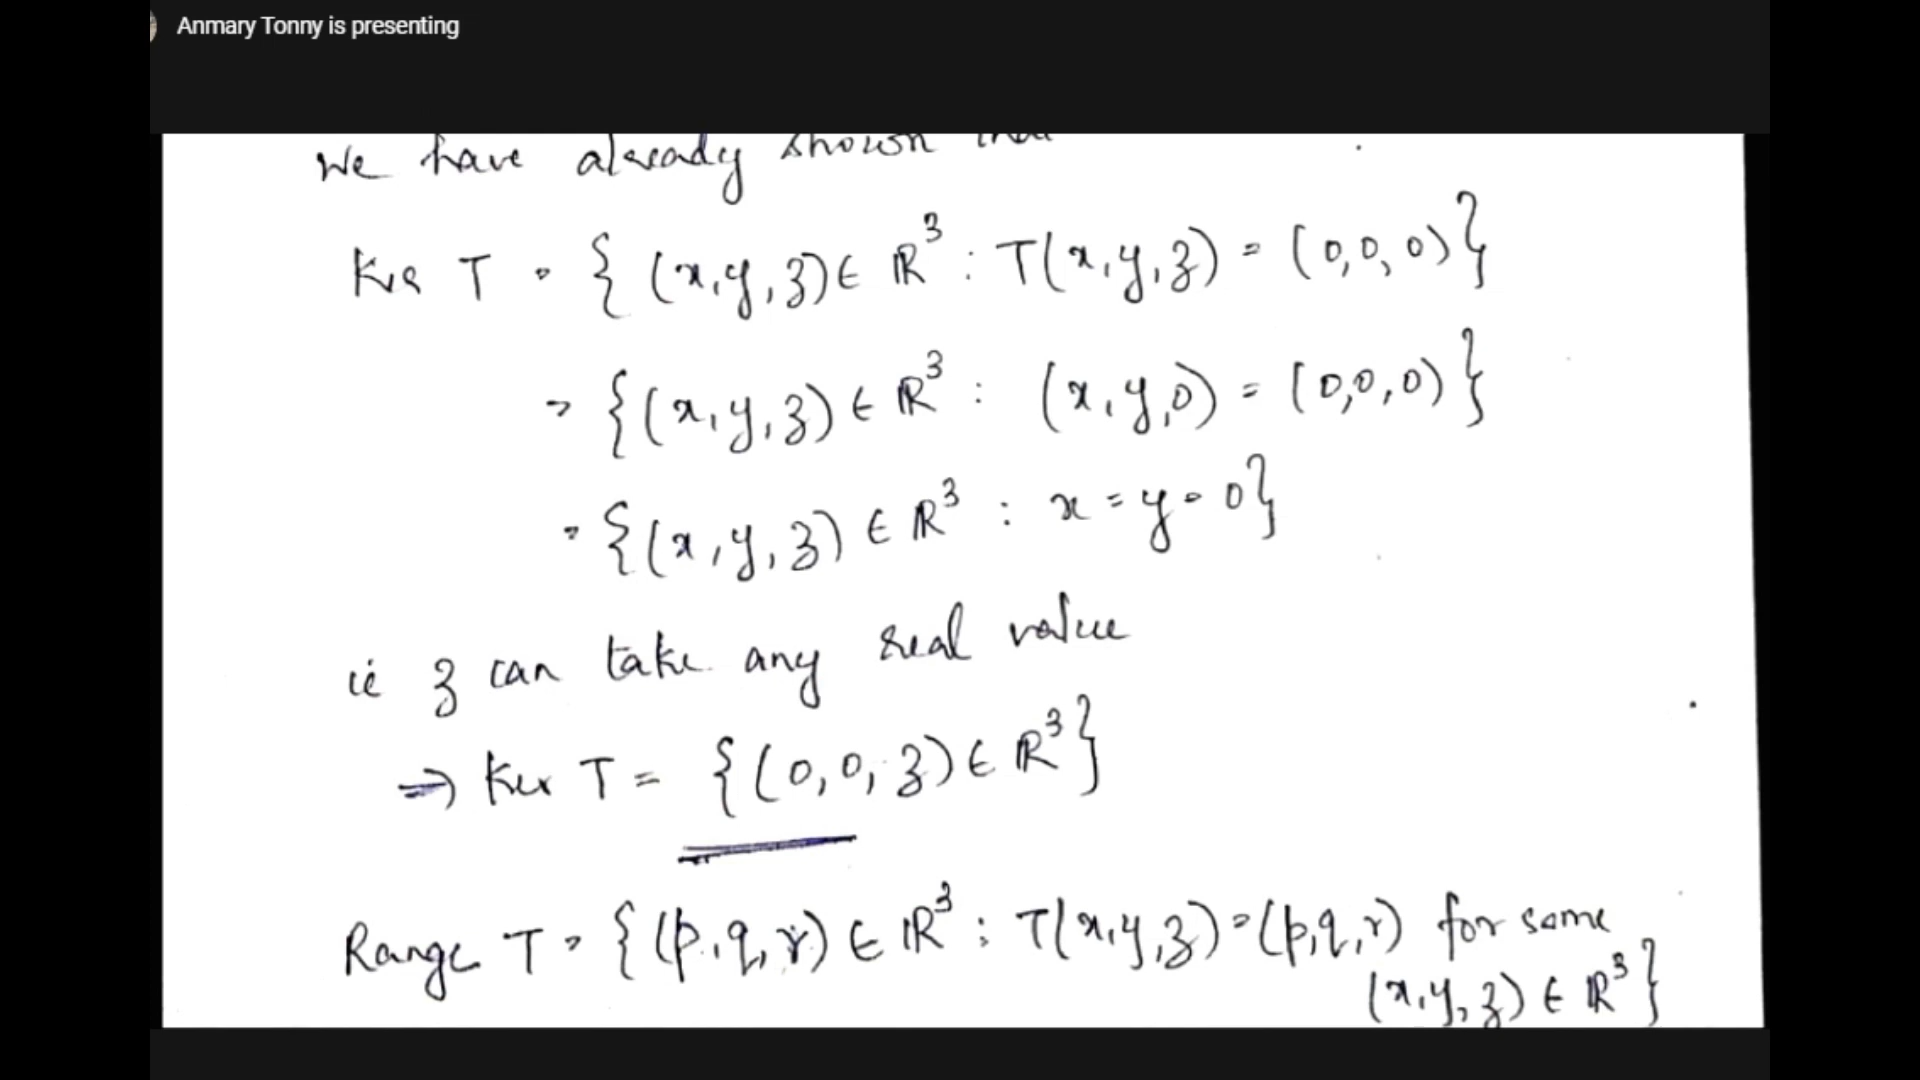 Anmary Tonny is presenting
We have already shown that
Ker T = { (x,y,z) ∈ ℝ³ : T(x,y,z) = (0,0,0)}
= {(x,y,z) ∈ ℝ³ : (x,y,0) = (0,0,0)}
= {(x,y,z) ∈ ℝ³ : x = y = 0}
ie z can take any real value
⇒ Ker T = {(0,0,z) ∈ ℝ³}
Range T = {(p,q,r) ∈ ℝ³ : T(x,y,z) = (p,q,r) for some
(x,y,z) ∈ ℝ³}